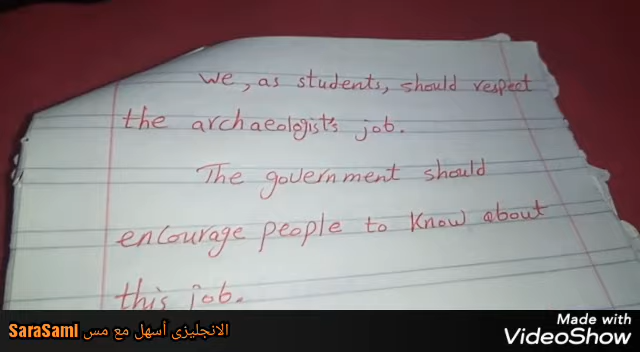 We, as students, should respect
the archaeologist's job.
The government should
encourage people to know about
this job.
الانجليزى أسهل مع مس SaraSamI
Made with
VideoShow